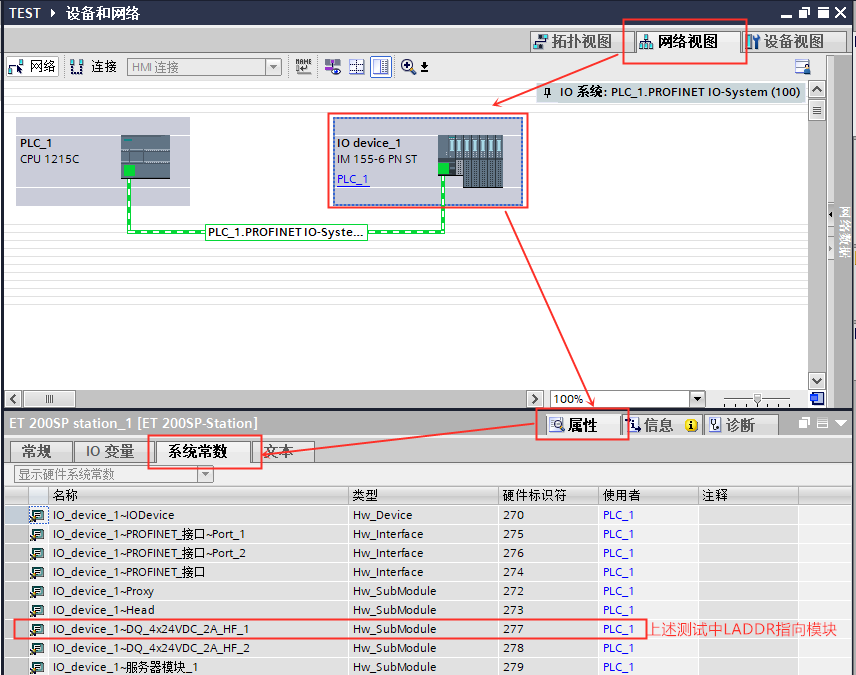 TEST ▸ 设备和网络
拓扑视图 网络视图 设备视图
网络 连接 HMI 连接
IO 系统: PLC_1.PROFINET IO-System (100)
PLC_1
CPU 1215C
IO device_1
IM 155-6 PN ST
PLC_1
PLC_1.PROFINET IO-Syste...
网络数据
100%
ET 200SP station_1 [ET 200SP-Station]
属性 信息 诊断
常规 IO 变量 系统常数 文本
显示硬件系统常数
名称 类型 硬件标识符 使用者 注释
IO_device_1~IODevice Hw_Device 270 PLC_1
IO_device_1~PROFINET_接口~Port_1 Hw_Interface 275 PLC_1
IO_device_1~PROFINET_接口~Port_2 Hw_Interface 276 PLC_1
IO_device_1~PROFINET_接口 Hw_Interface 274 PLC_1
IO_device_1~Proxy Hw_SubModule 272 PLC_1
IO_device_1~Head Hw_SubModule 273 PLC_1
IO_device_1~DQ_4x24VDC_2A_HF_1 Hw_SubModule 277 PLC_1 上述测试中LADDR指向模块
IO_device_1~DQ_4x24VDC_2A_HF_2 Hw_SubModule 278 PLC_1
IO_device_1~服务器模块_1 Hw_SubModule 279 PLC_1